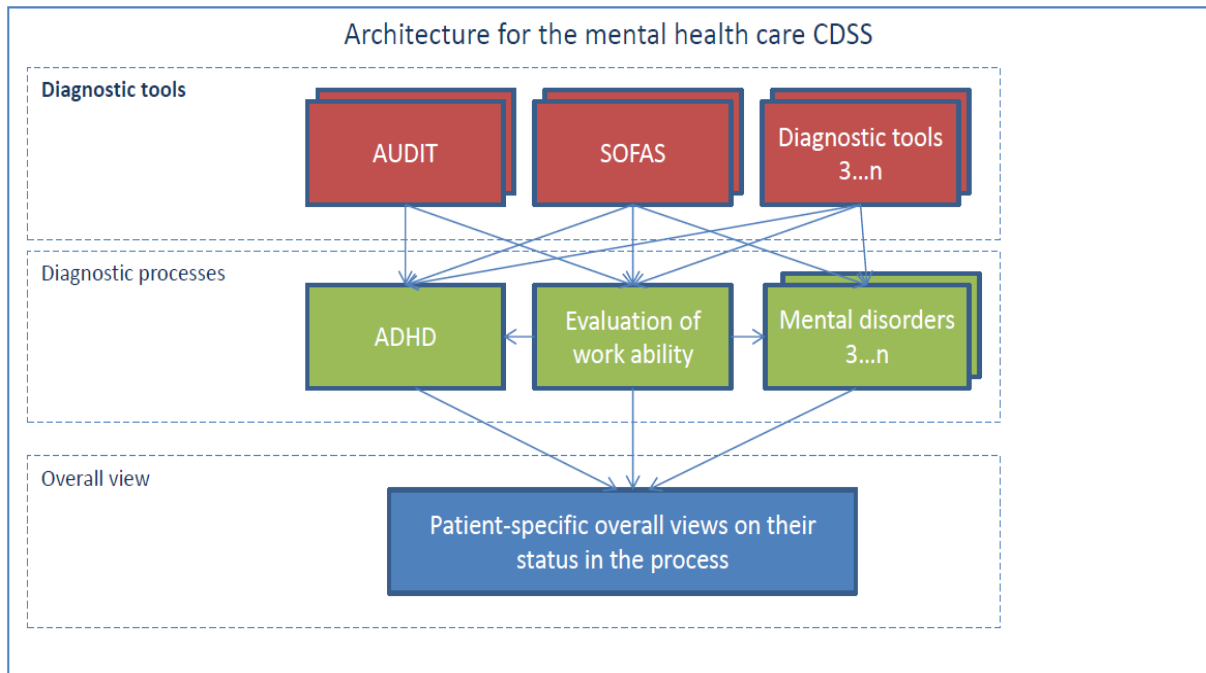 Architecture for the mental health care CDSS
Diagnostic tools
AUDIT
SOFAS
Diagnostic tools
3...n
Diagnostic processes
ADHD
Evaluation of
work ability
Mental disorders
3...n
Overall view
Patient-specific overall views on their
status in the process